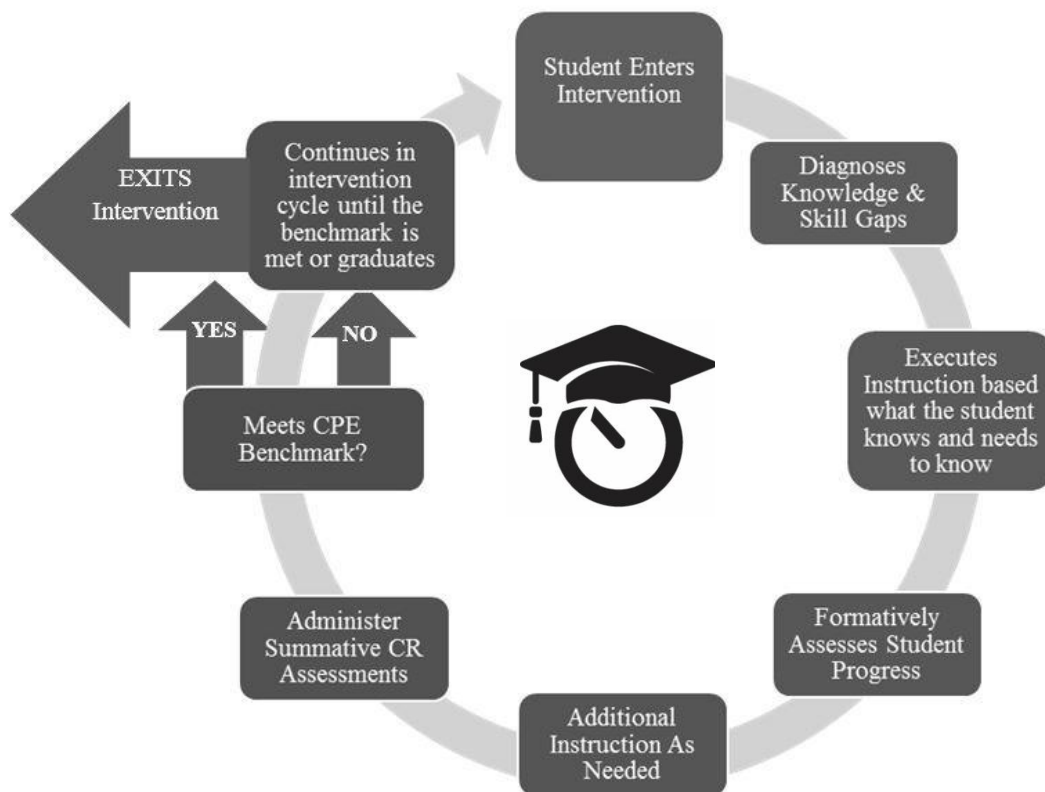 Student Enters
Intervention
Diagnoses
Knowledge &
Skill Gaps
Executes
Instruction based
what the student
knows and needs
to know
Formatively
Assesses Student
Progress
Additional
Instruction As
Needed
Administer
Summative CR
Assessments
Meets CPE
Benchmark?
YES
NO
Continues in
intervention
cycle until the
benchmark is
met or graduates
EXITS
Intervention